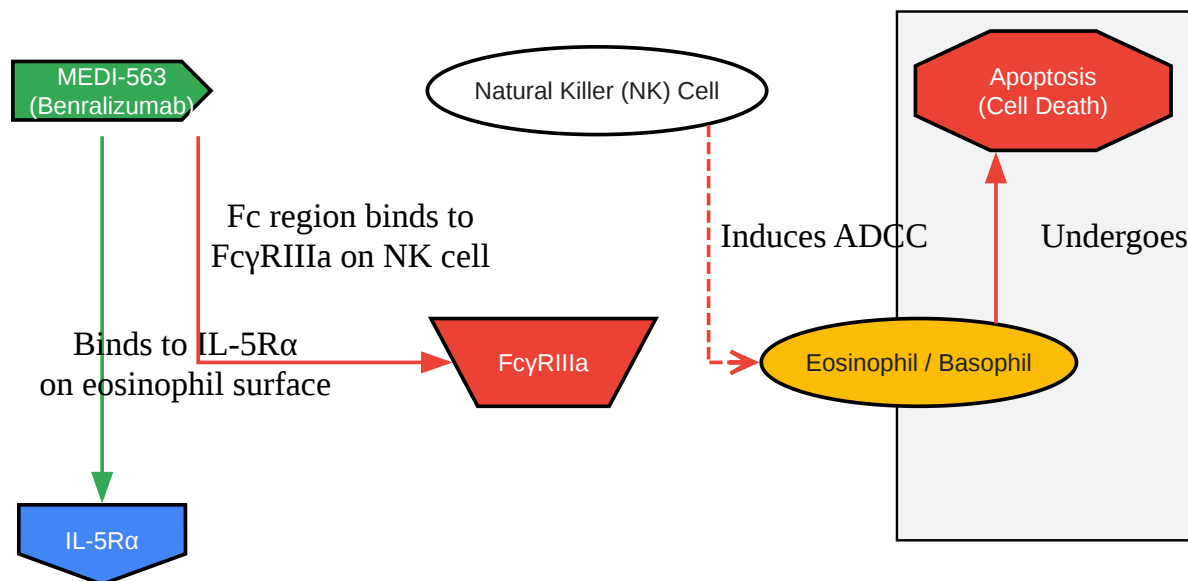 MEDI-563
(Benralizumab)
Natural Killer (NK) Cell
Apoptosis
(Cell Death)
Fc region binds to
FcγRIIIa on NK cell
Induces ADCC
Undergoes
Binds to IL-5Rα
on eosinophil surface
FcγRIIIa
Eosinophil / Basophil
IL-5Rα